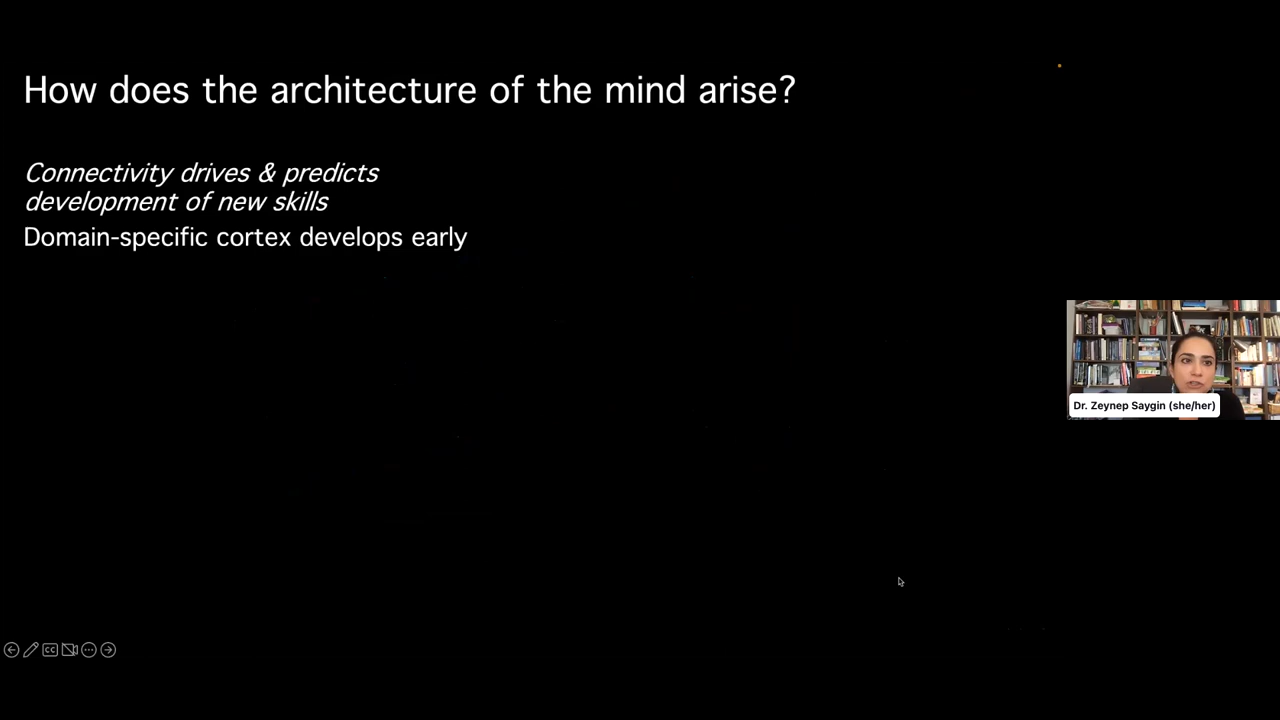 How does the architecture of the mind arise?
Connectivity drives & predicts
development of new skills
Domain-specific cortex develops early
Dr. Zeynep Saygin (she/her)
CC